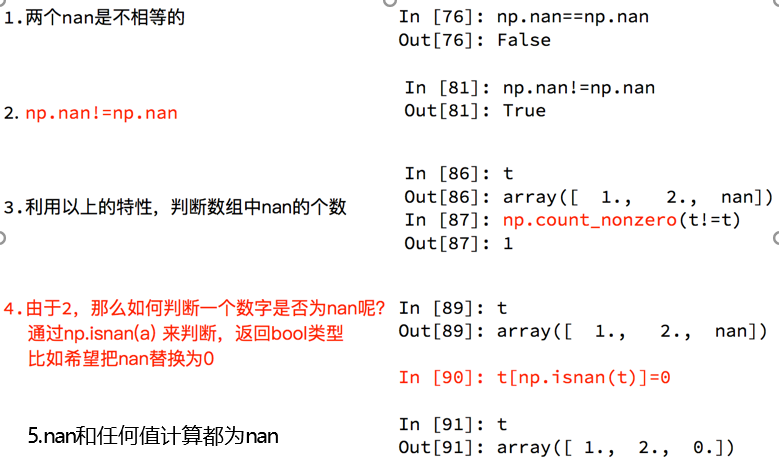 1.两个nan是不相等的
In [76]: np.nan==np.nan
Out[76]: False
2. np.nan!=np.nan
In [81]: np.nan!=np.nan
Out[81]: True
3.利用以上的特性，判断数组中nan的个数
In [86]: t
Out[86]: array([  1.,   2.,  nan])
In [87]: np.count_nonzero(t!=t)
Out[87]: 1
4.由于2，那么如何判断一个数字是否为nan呢？
通过np.isnan(a) 来判断，返回bool类型
比如希望把nan替换为0
In [89]: t
Out[89]: array([  1.,   2.,  nan])
In [90]: t[np.isnan(t)]=0
In [91]: t
Out[91]: array([ 1.,  2.,  0.])
5.nan和任何值计算都为nan